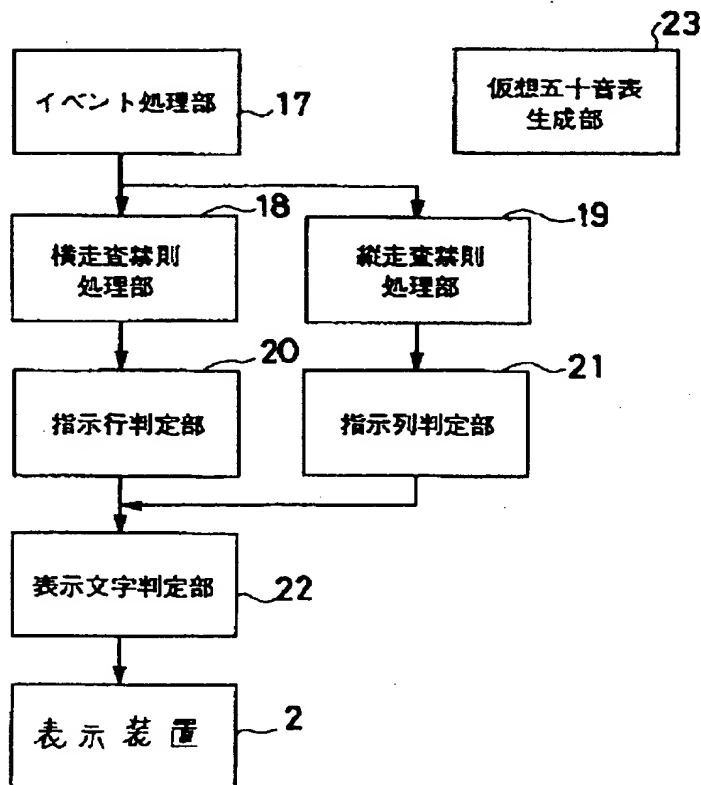 23
イベント処理部
17
仮想五十音表
生成部
18
19
横走査禁則
処理部
縦走査禁則
処理部
20
21
指示行判定部
指示列判定部
表示文字判定部
22
表示装置
2